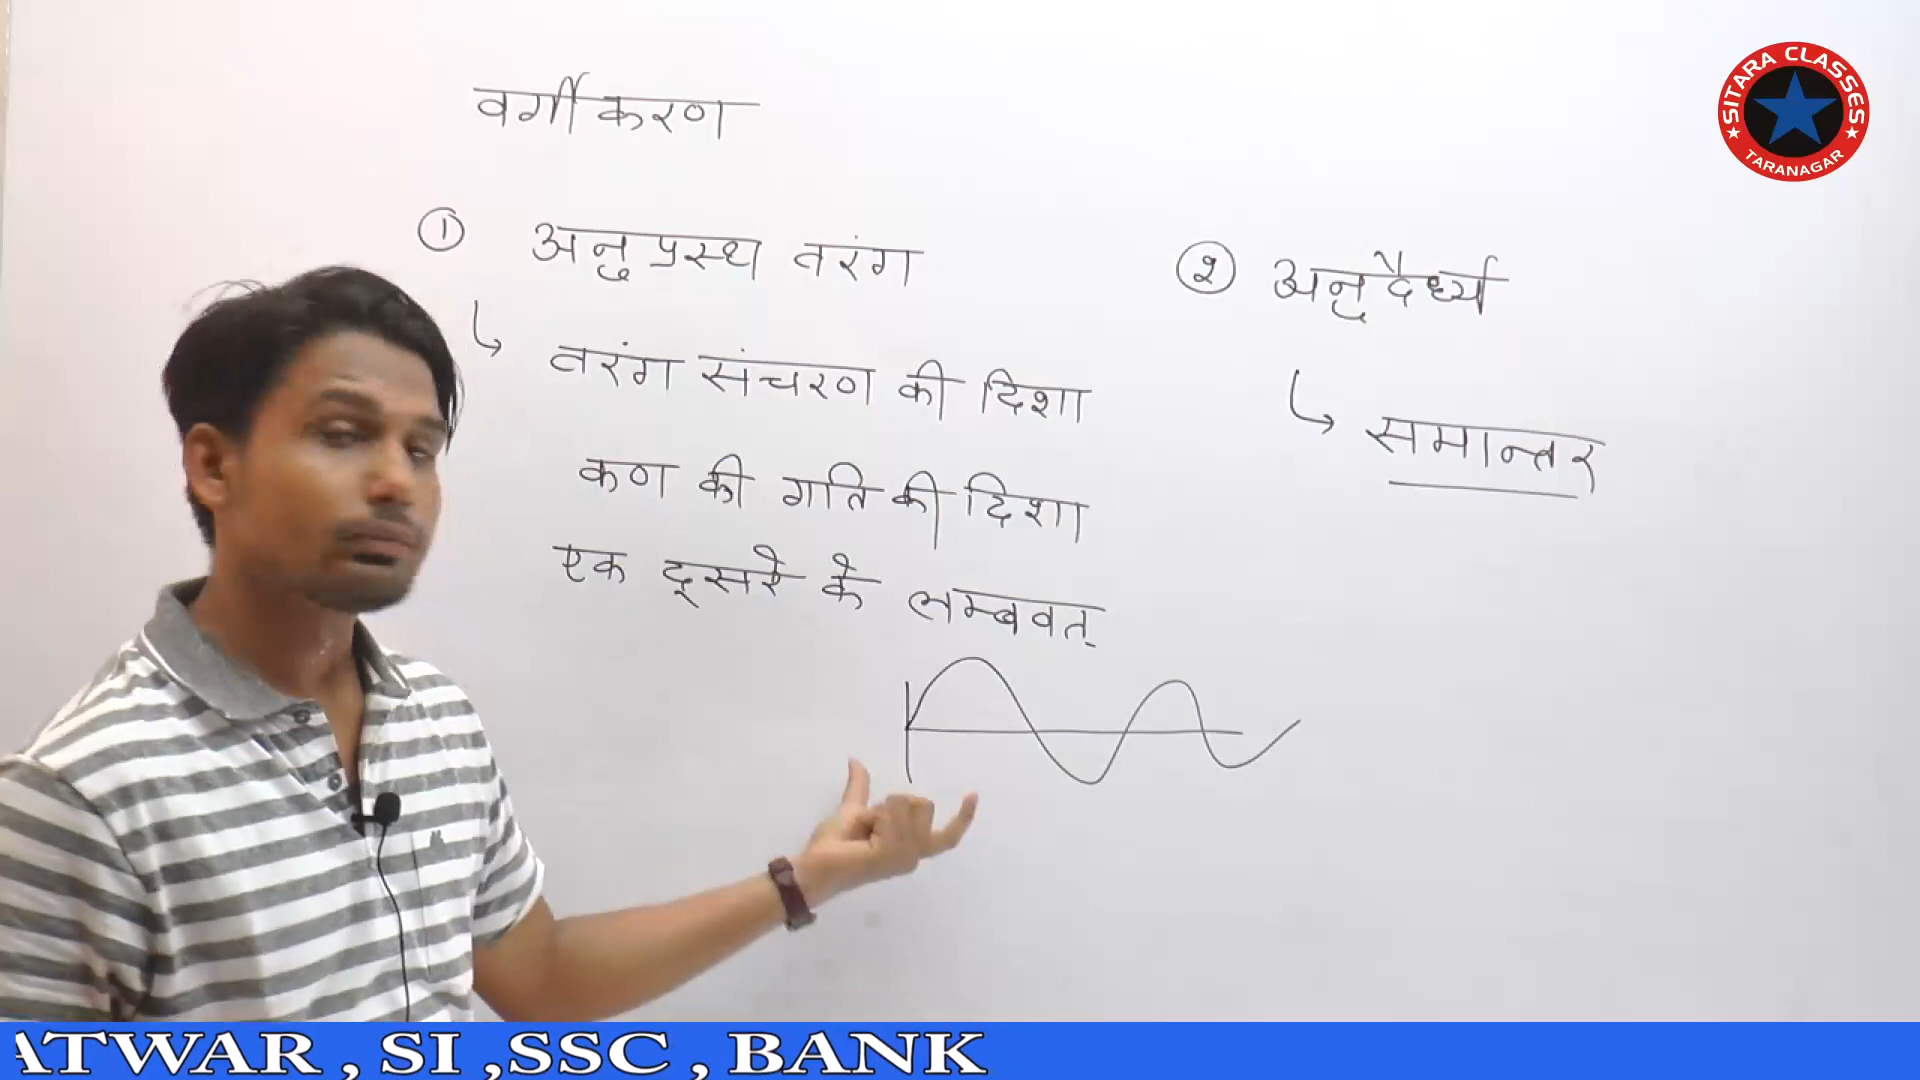 वर्गीकरण
① अनुप्रस्थ तरंग
तरंग संचरण की दिशा
कण की गति की दिशा
एक दूसरे के लम्बवत्
② अनुदैर्ध्य
समान्तर
SITARA CLASSES
TARANAGAR
ATWAR , SI ,SSC , BANK